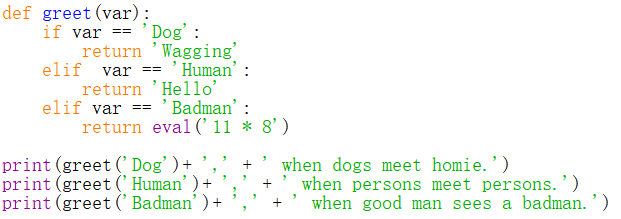 def greet(var):
    if var == 'Dog':
        return 'Wagging'
    elif  var == 'Human':
        return 'Hello'
    elif var == 'Badman':
        return eval('11 * 8')

print(greet('Dog')+ ',' + ' when dogs meet homie.')
print(greet('Human')+ ',' + ' when persons meet persons.')
print(greet('Badman')+ ',' + ' when good man sees a badman.')